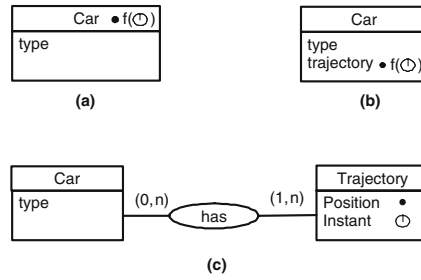 Car • f(🕛)
type
(a)
Car
type
trajectory • f(🕛)
(b)
Car
type
(0,n)
has
(1,n)
Trajectory
Position •
Instant 🕛
(c)